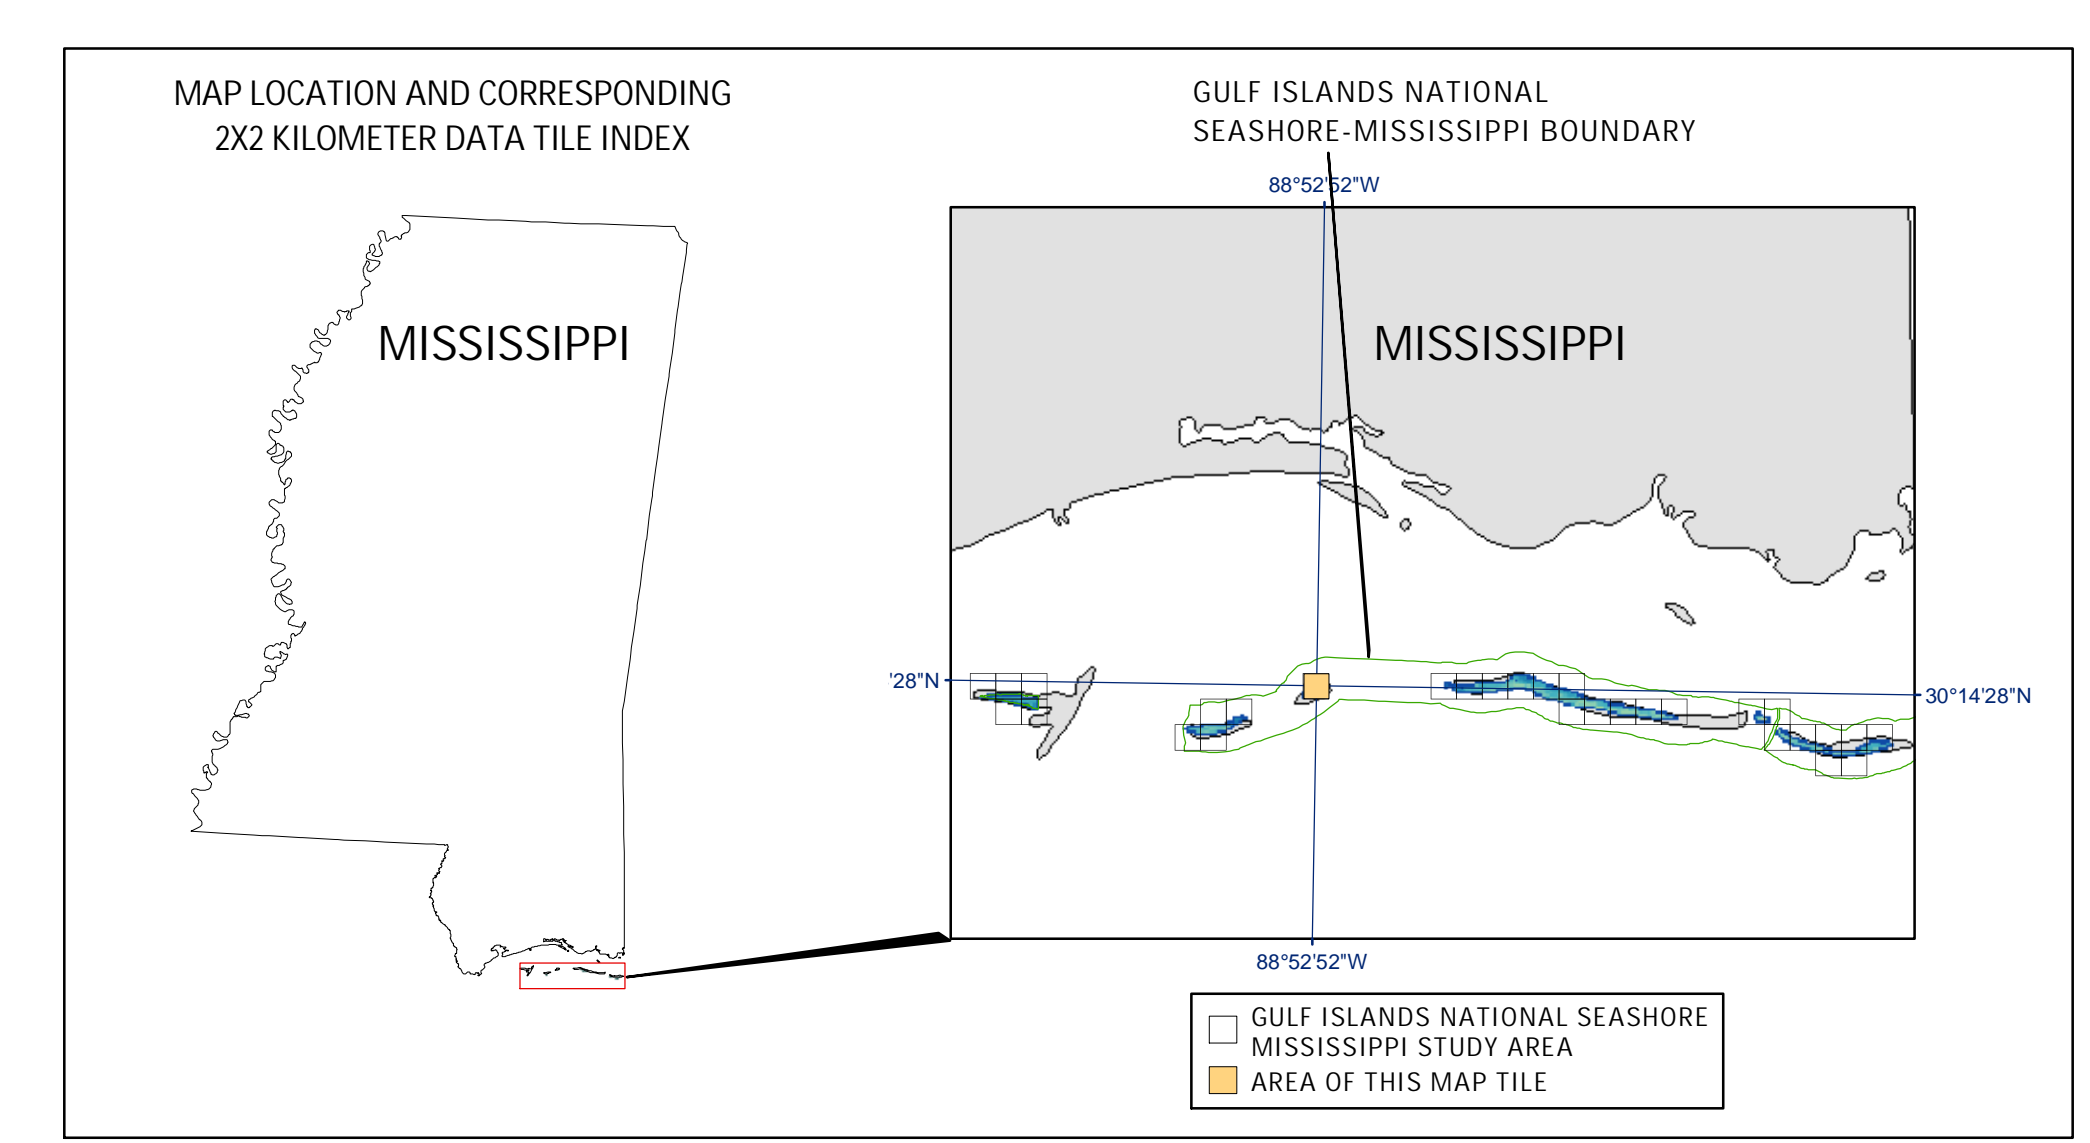 MAP LOCATION AND CORRESPONDING
2X2 KILOMETER DATA TILE INDEX
GULF ISLANDS NATIONAL
SEASHORE-MISSISSIPPI BOUNDARY
88°52'52"W
MISSISSIPPI
MISSISSIPPI
'28"N
30°14'28"N
88°52'52"W
GULF ISLANDS NATIONAL SEASHORE
MISSISSIPPI STUDY AREA
AREA OF THIS MAP TILE